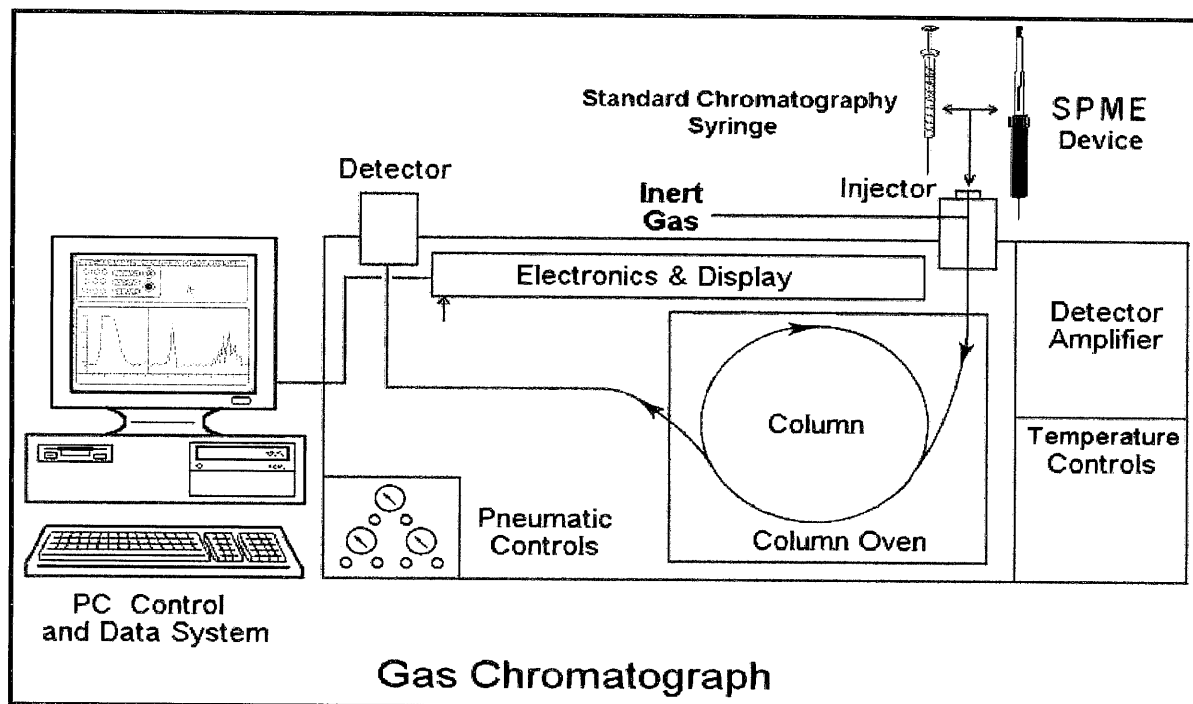 Standard Chromatography
Syringe
SPME
Device
Detector
Injector
Inert
Gas
Electronics & Display
Detector
Amplifier
Column
Temperature
Controls
Pneumatic
Controls
Column Oven
PC Control
and Data System
Gas Chromatograph